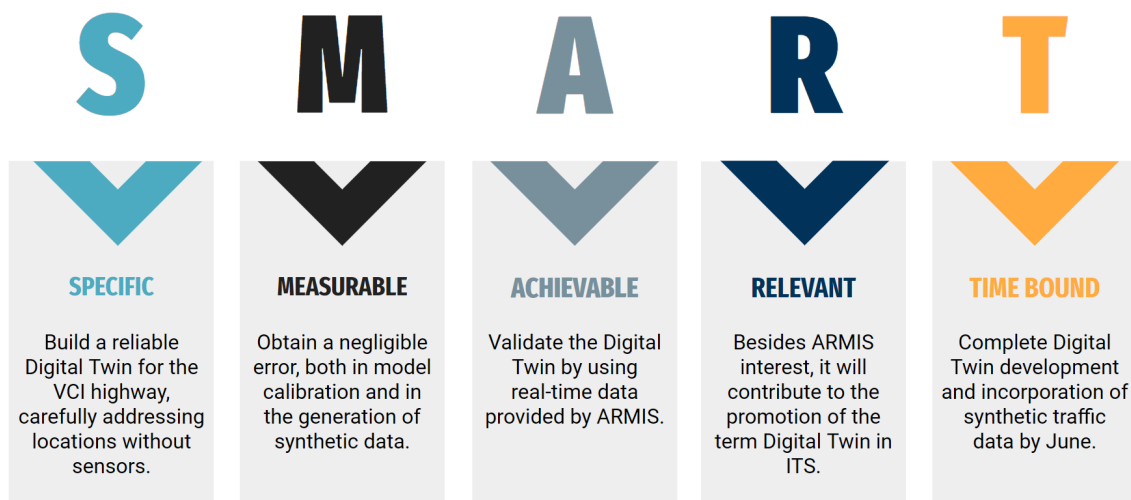 S
M
A
R
T
SPECIFIC
Build a reliable
Digital Twin for the
VCI highway,
carefully addressing
locations without
sensors.
MEASURABLE
Obtain a negligible
error, both in model
calibration and in
the generation of
synthetic data.
ACHIEVABLE
Validate the Digital
Twin by using
real-time data
provided by ARMIS.
RELEVANT
Besides ARMIS
interest, it will
contribute to the
promotion of the
term Digital Twin in
ITS.
TIME BOUND
Complete Digital
Twin development
and incorporation of
synthetic traffic
data by June.